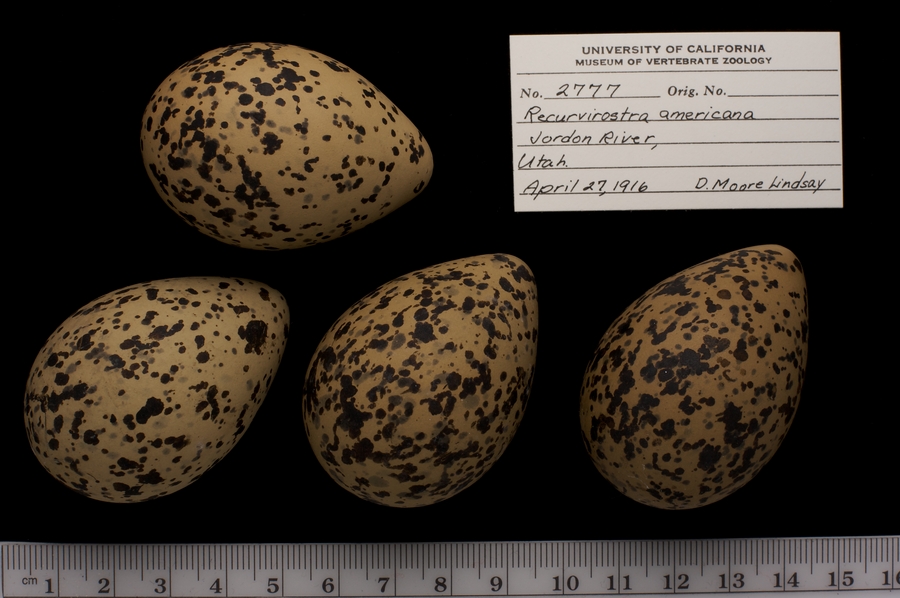 UNIVERSITY OF CALIFORNIA
MUSEUM OF VERTEBRATE ZOOLOGY
No. 2777 Orig. No.
Recurvirostra americana
Jordon River,
Utah.
April 27, 1916 D. Moore Lindsay
cm 1 2 3 4 5 6 7 8 9 10 11 12 13 14 15 16